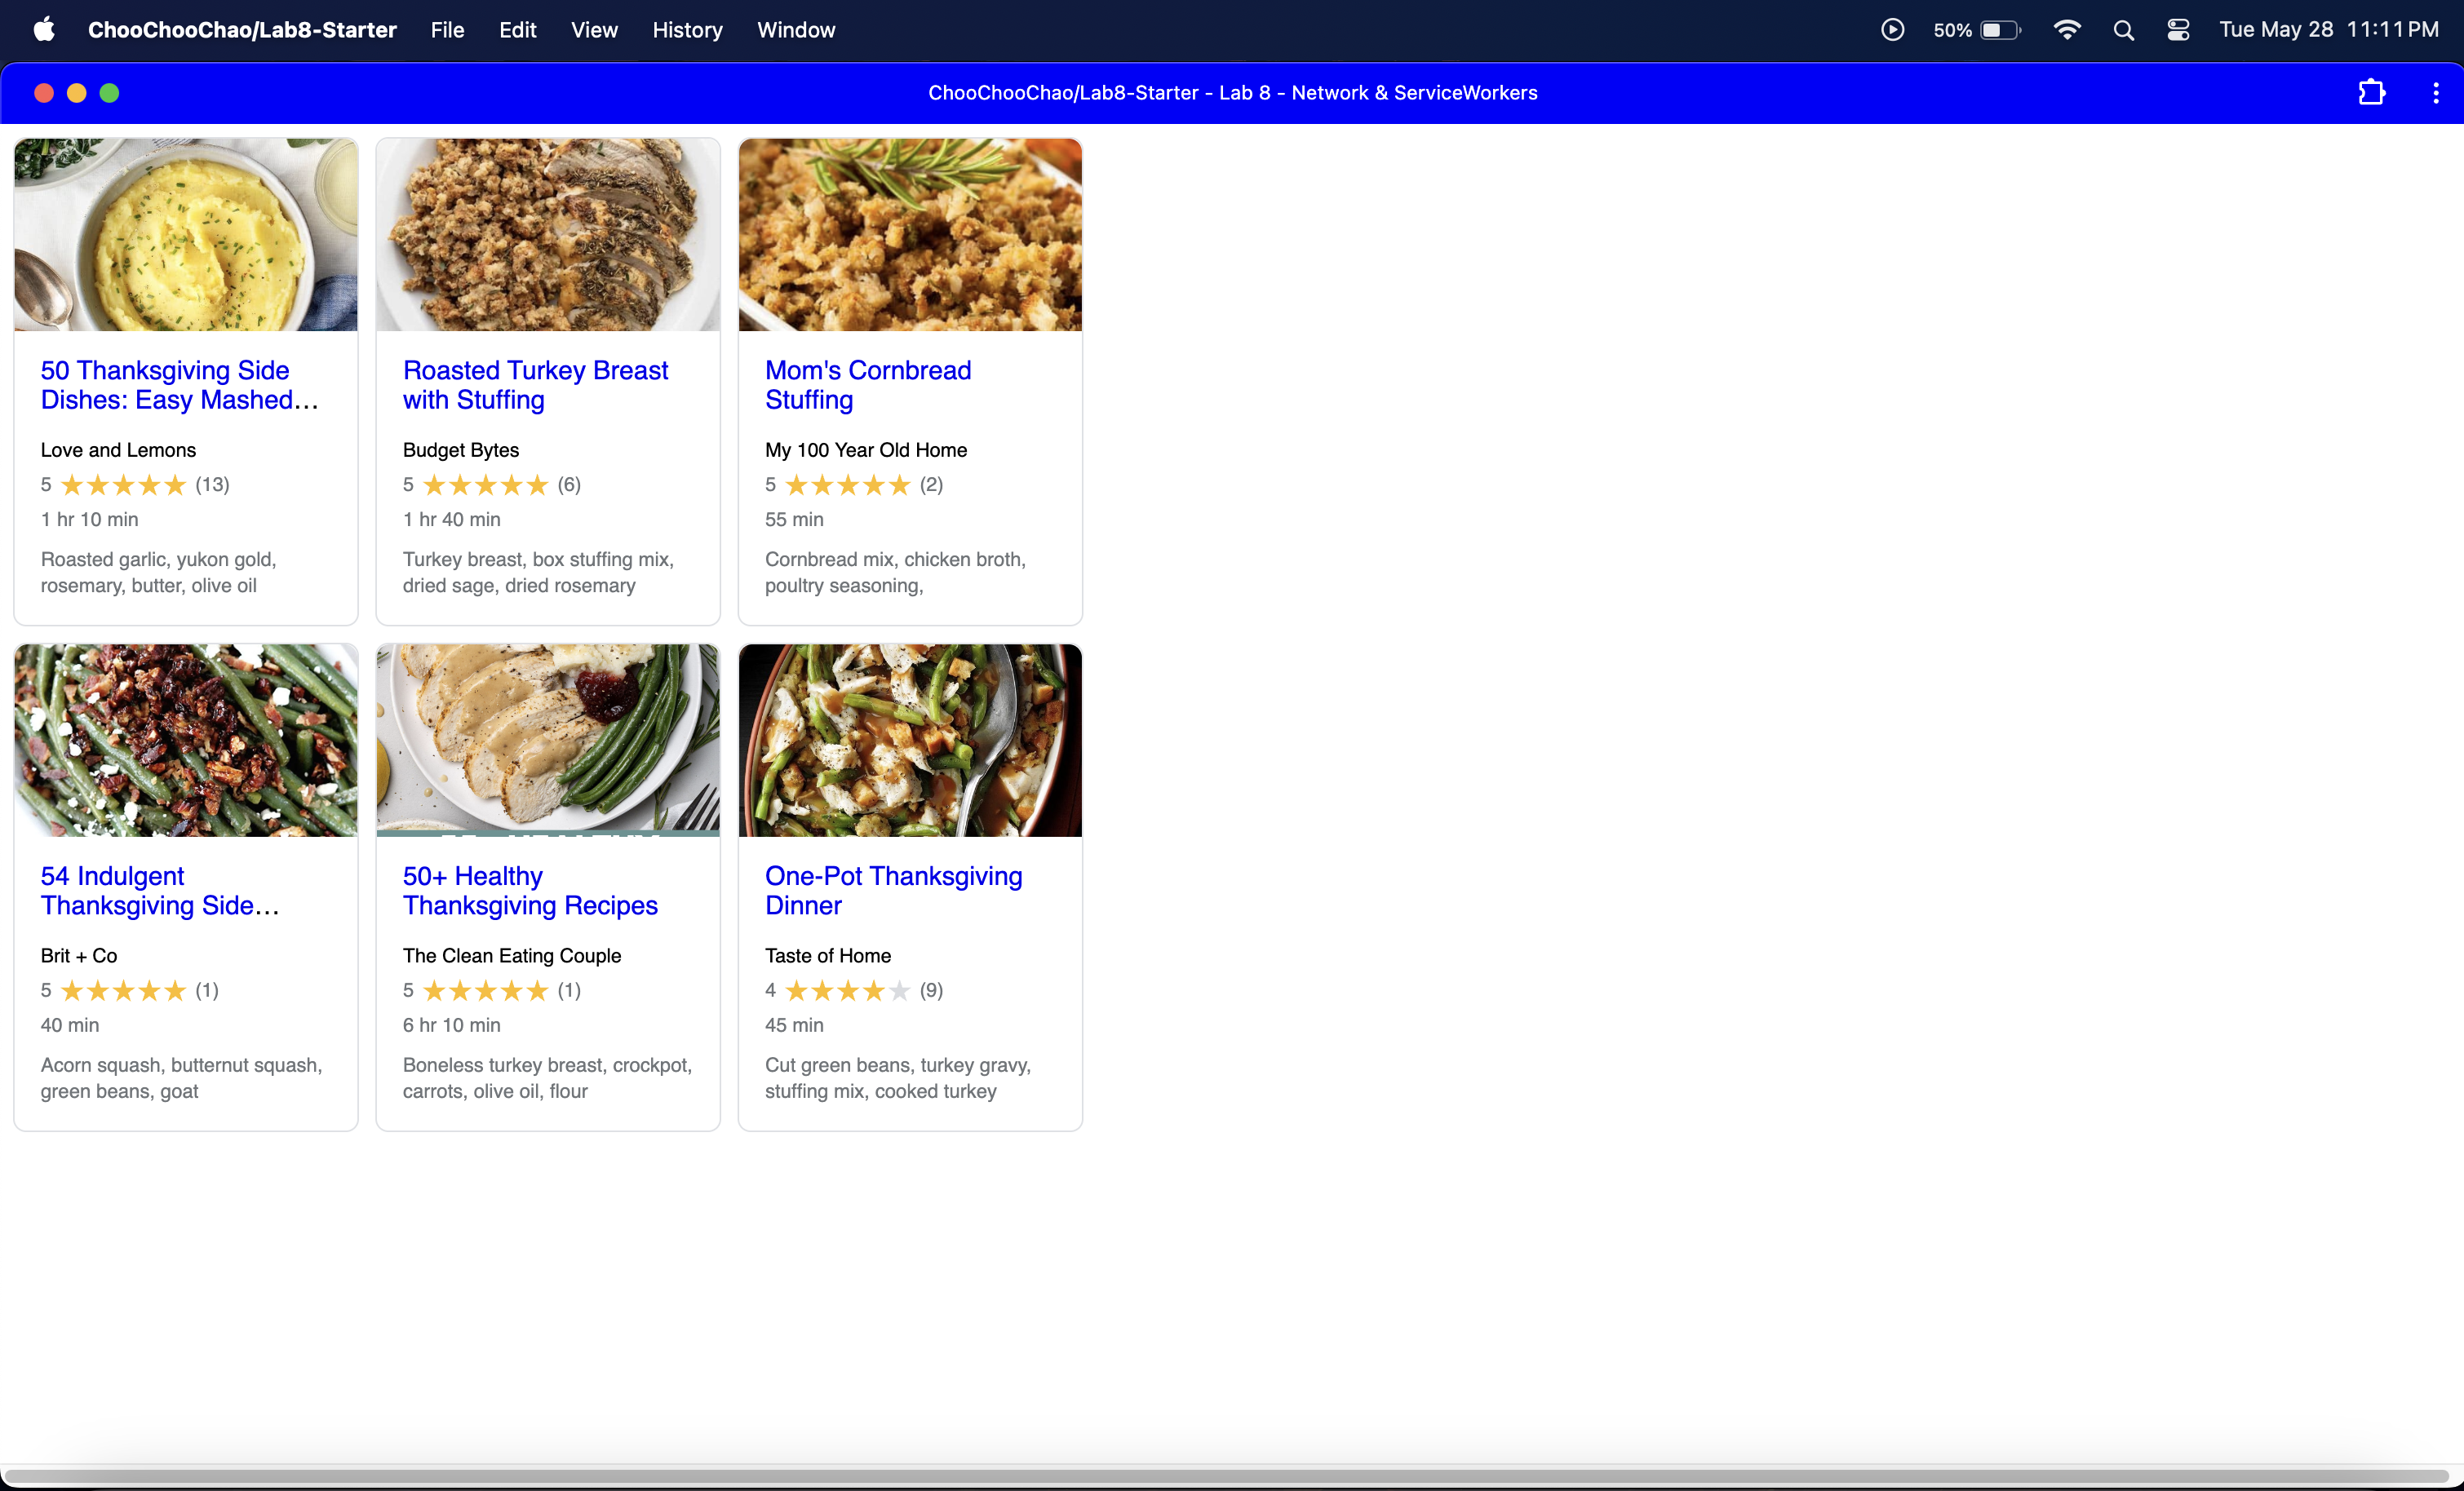 ChooChooChao/Lab8-Starter File Edit View History Window 50% Tue May 28 11:11 PM
ChooChooChao/Lab8-Starter - Lab 8 - Network & ServiceWorkers
50 Thanksgiving Side
Dishes: Easy Mashed...
Love and Lemons
5 ★★★★★ (13)
1 hr 10 min
Roasted garlic, yukon gold,
rosemary, butter, olive oil
Roasted Turkey Breast
with Stuffing
Budget Bytes
5 ★★★★★ (6)
1 hr 40 min
Turkey breast, box stuffing mix,
dried sage, dried rosemary
Mom's Cornbread
Stuffing
My 100 Year Old Home
5 ★★★★★ (2)
55 min
Cornbread mix, chicken broth,
poultry seasoning,
54 Indulgent
Thanksgiving Side...
Brit + Co
5 ★★★★★ (1)
40 min
Acorn squash, butternut squash,
green beans, goat
50+ Healthy
Thanksgiving Recipes
The Clean Eating Couple
5 ★★★★★ (1)
6 hr 10 min
Boneless turkey breast, crockpot,
carrots, olive oil, flour
One-Pot Thanksgiving
Dinner
Taste of Home
4 ★★★★★ (9)
45 min
Cut green beans, turkey gravy,
stuffing mix, cooked turkey